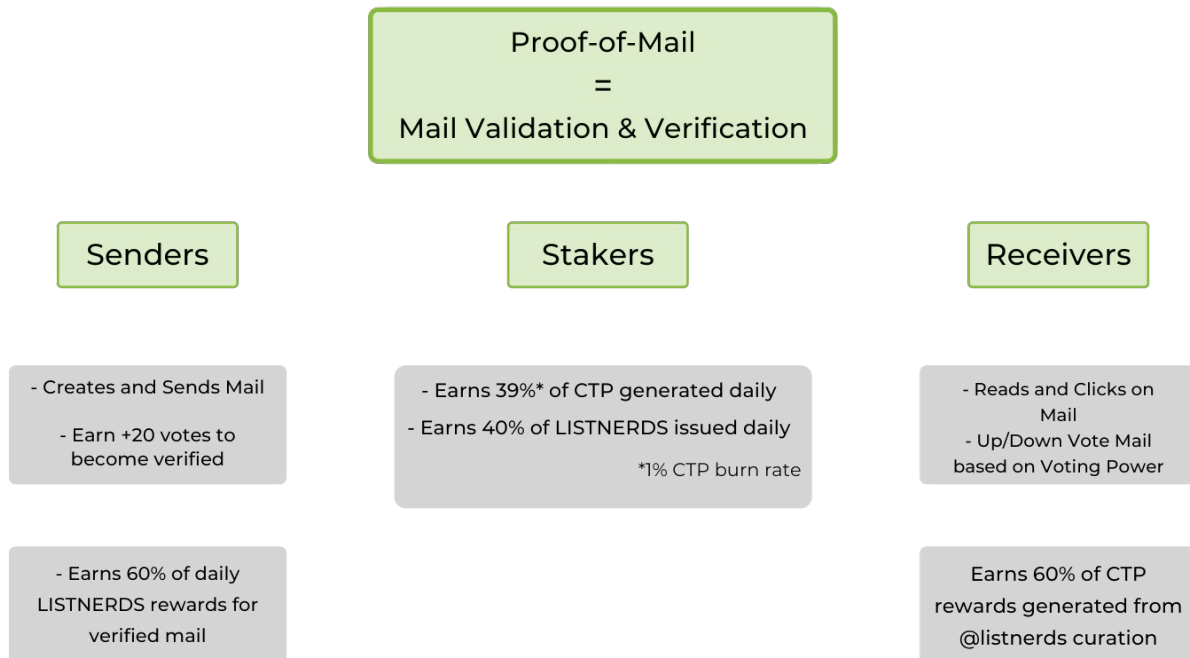 Proof-of-Mail
=
Mail Validation & Verification
Senders
Stakers
Receivers
- Creates and Sends Mail
- Earn +20 votes to
become verified
- Earns 39%* of CTP generated daily
- Earns 40% of LISTNERDS issued daily
*1% CTP burn rate
- Reads and Clicks on
Mail
- Up/Down Vote Mail
based on Voting Power
- Earns 60% of daily
LISTNERDS rewards for
verified mail
Earns 60% of CTP
rewards generated from
@listnerds curation